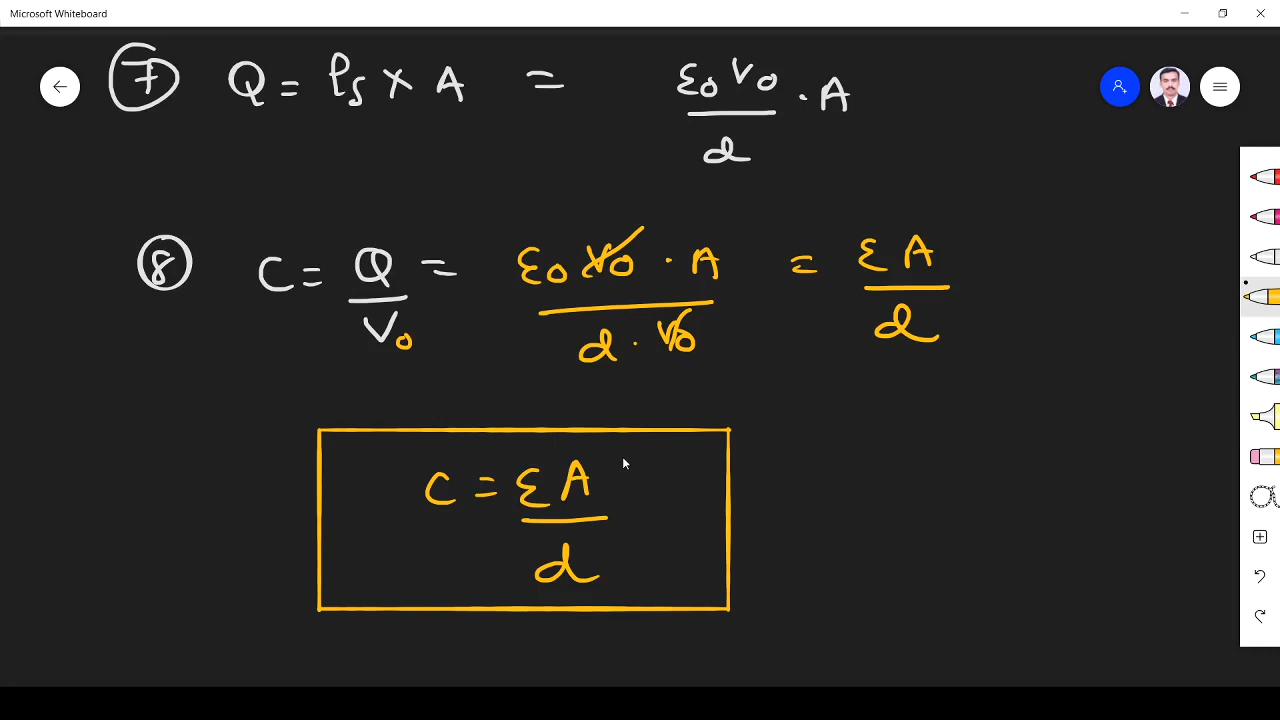 Microsoft Whiteboard
⑦ Q = ρs × A = ε0 V0 / d · A
⑧ C = Q / V0 = ε0 V0 · A / d · V0 = ε A / d
C = ε A / d